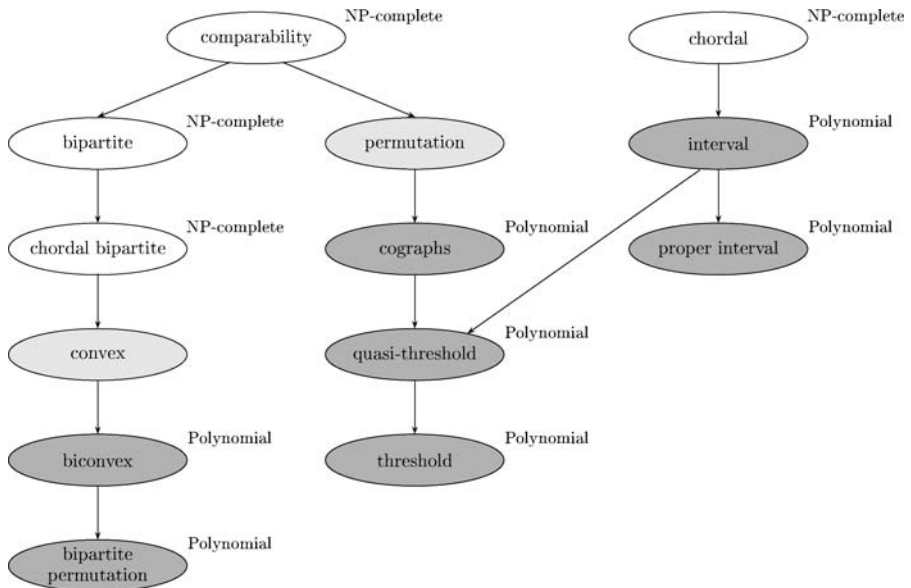 NP-complete
comparability
NP-complete
chordal
NP-complete
bipartite
permutation
Polynomial
interval
NP-complete
chordal bipartite
Polynomial
cographs
Polynomial
proper interval
convex
Polynomial
quasi-threshold
Polynomial
biconvex
Polynomial
threshold
Polynomial
bipartite
permutation